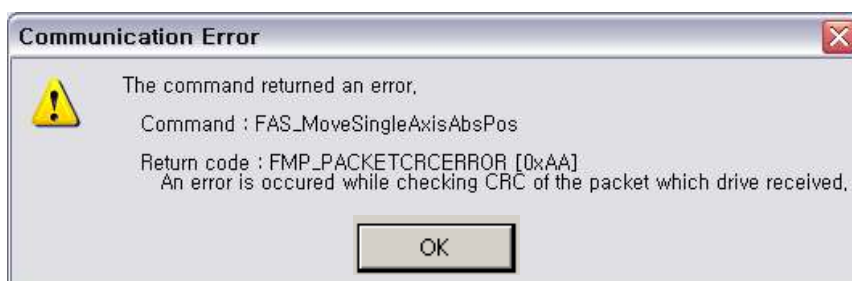 Communication Error
The command returned an error,
Command : FAS_MoveSingleAxisAbsPos
Return code : FMP_PACKETCRCERROR [0xAA]
An error is occured while checking CRC of the packet which drive received,
OK